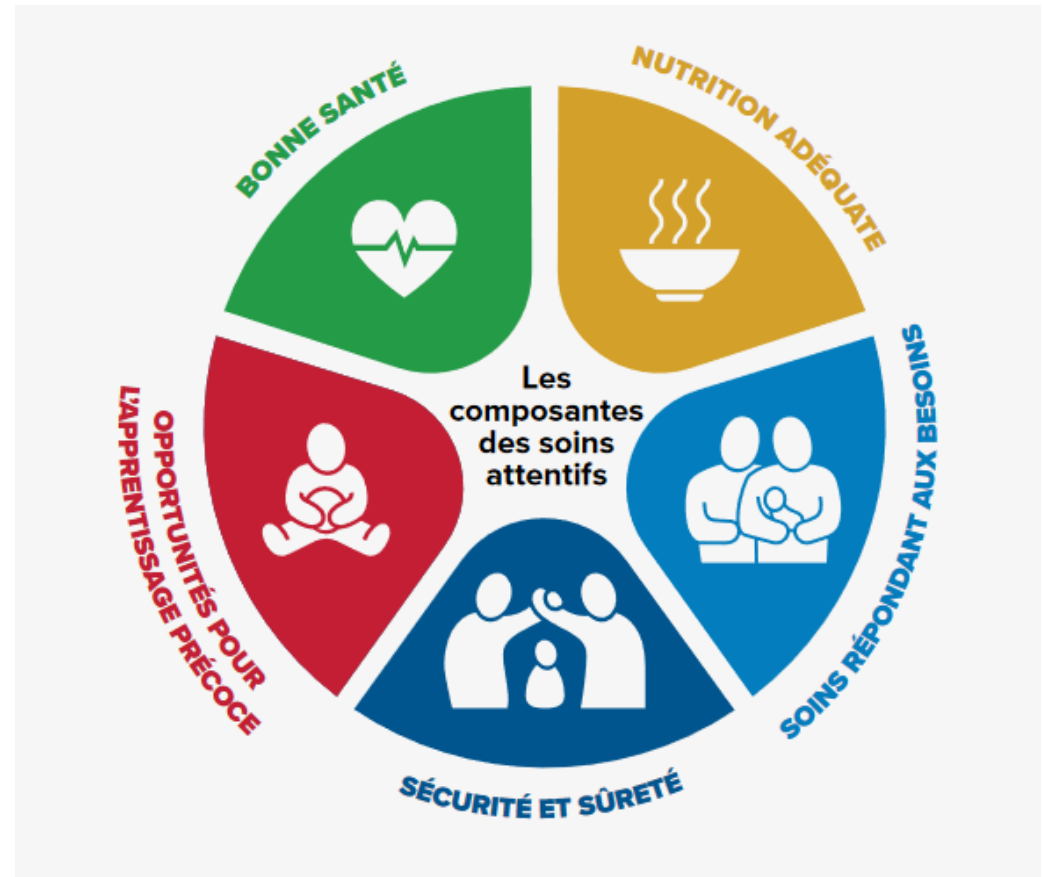 BONNE SANTÉ
NUTRITION ADÉQUATE
Les
composantes
des soins
attentifs
SOINS RÉPONDANT AUX BESOINS
SÉCURITÉ ET SÛRETÉ
OPPORTUNITÉS POUR
L'APPRENTISSAGE PRÉCOCE